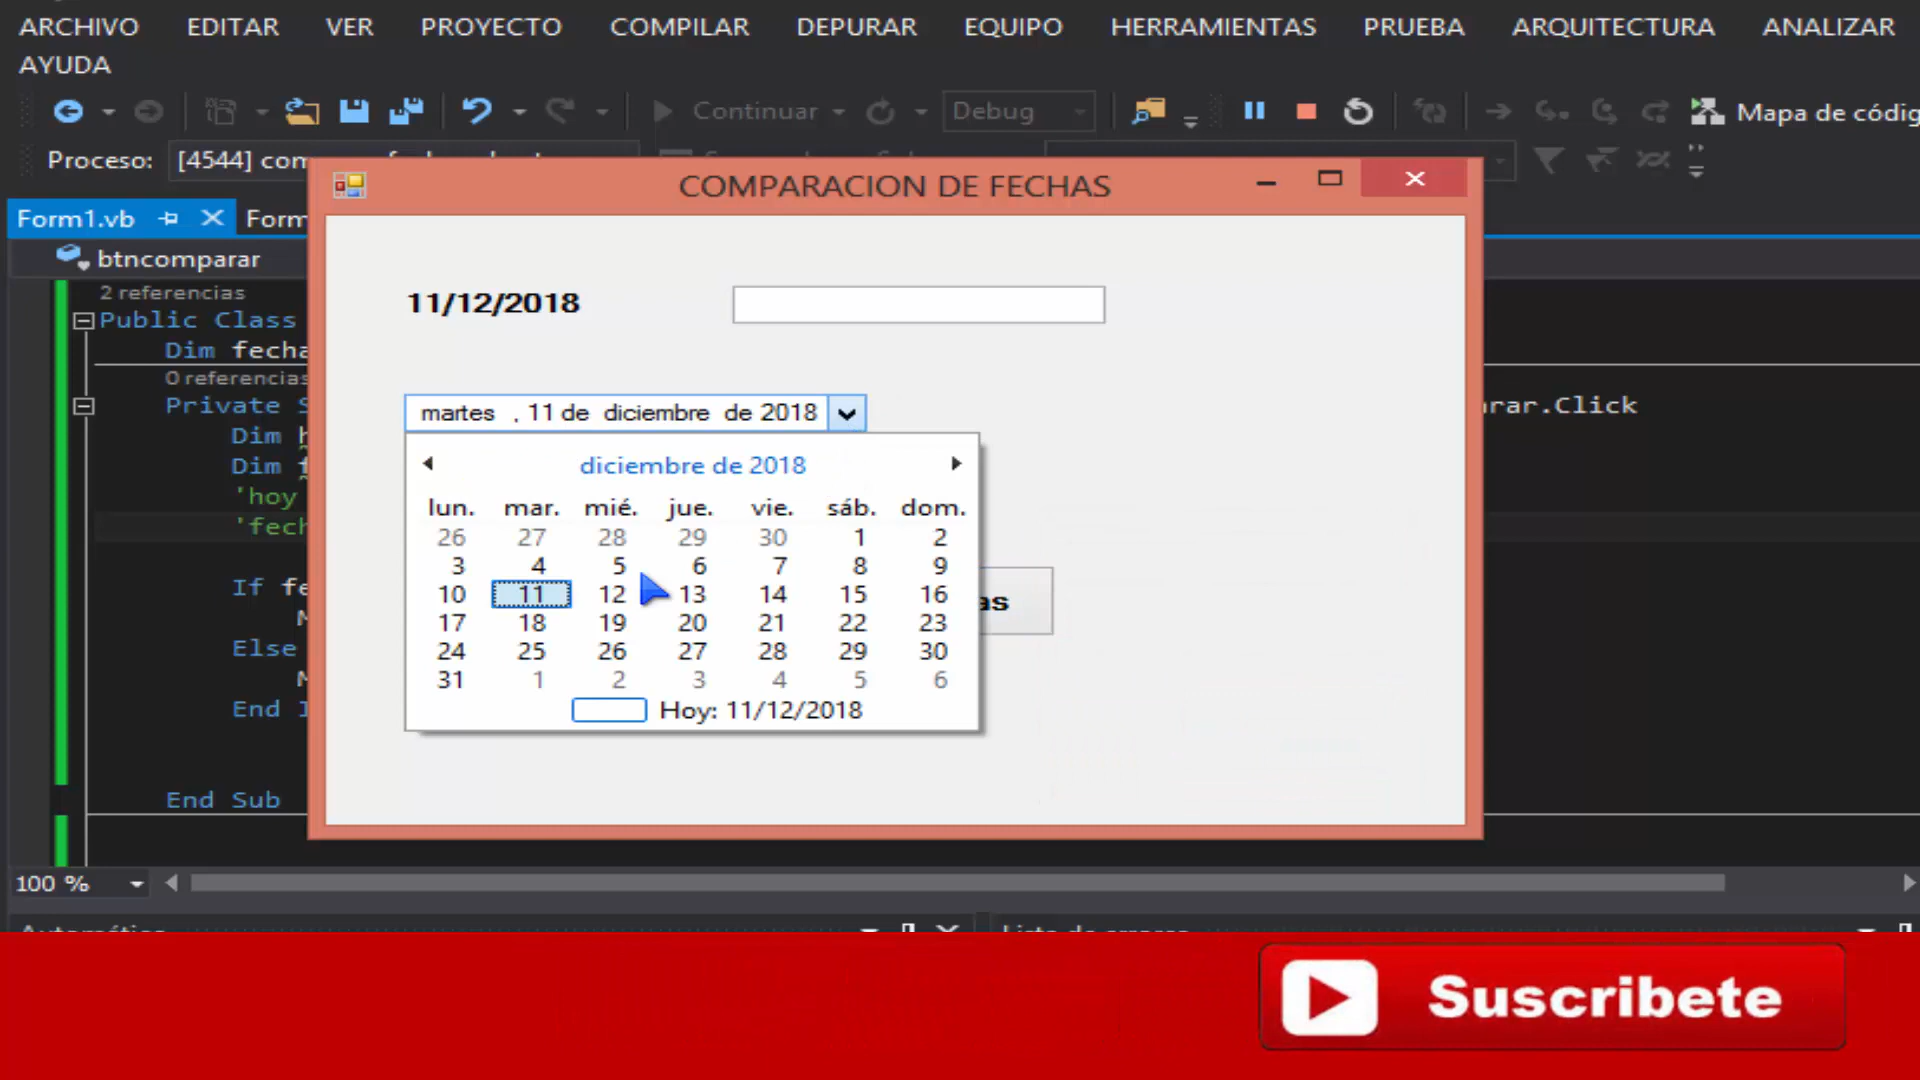 ARCHIVO EDITAR VER PROYECTO COMPILAR DEPURAR EQUIPO HERRAMIENTAS PRUEBA ARQUITECTURA ANALIZAR
AYUDA
Continuar Debug Mapa de códig
Proceso: [4544] com
COMPARACION DE FECHAS
Form1.vb Form
btncomparar
2 referencias
Public Class
Dim fecha
0 referencias
Private S
rar.Click
Dim h
Dim f
'hoy
'fech
If fe
M
Else
M
End I
End Sub
11/12/2018
martes , 11 de diciembre de 2018
diciembre de 2018
lun. mar. mié. jue. vie. sáb. dom.
26 27 28 29 30 1 2
3 4 5 6 7 8 9
10 11 12 13 14 15 16
17 18 19 20 21 22 23
24 25 26 27 28 29 30
31 1 2 3 4 5 6
Hoy: 11/12/2018
as
100 %
Suscribete